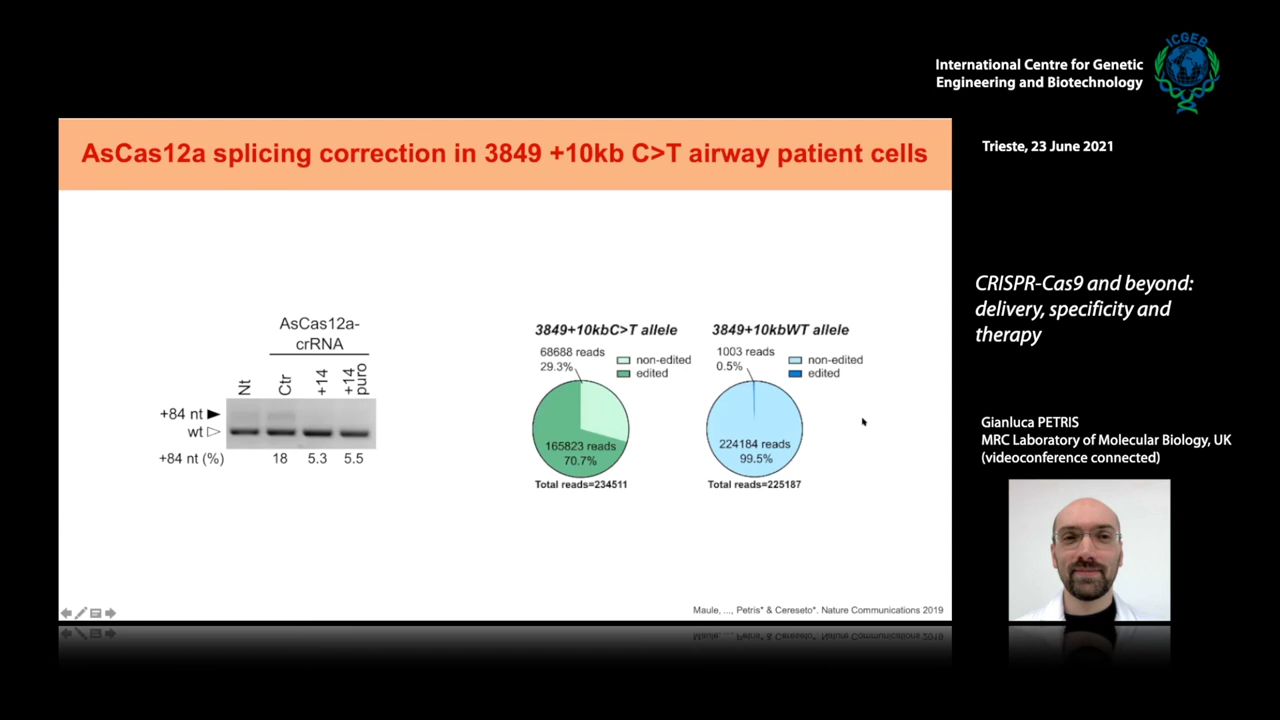 ICGEB
International Centre for Genetic
Engineering and Biotechnology
Trieste, 23 June 2021
AsCas12a splicing correction in 3849 +10kb C>T airway patient cells
AsCas12a-
crRNA
Nt
Ctr
+14
+14
puro
+84 nt
wt
+84 nt (%)
18
5.3
5.5
3849+10kbC>T allele
68688 reads
29.3%
non-edited
edited
165823 reads
70.7%
Total reads=234511
3849+10kbWT allele
1003 reads
0.5%
non-edited
edited
224184 reads
99.5%
Total reads=225187
Maule, ..., Petris* & Cereseto*. Nature Communications 2019
CRISPR-Cas9 and beyond:
delivery, specificity and
therapy
Gianluca PETRIS
MRC Laboratory of Molecular Biology, UK
(videoconference connected)